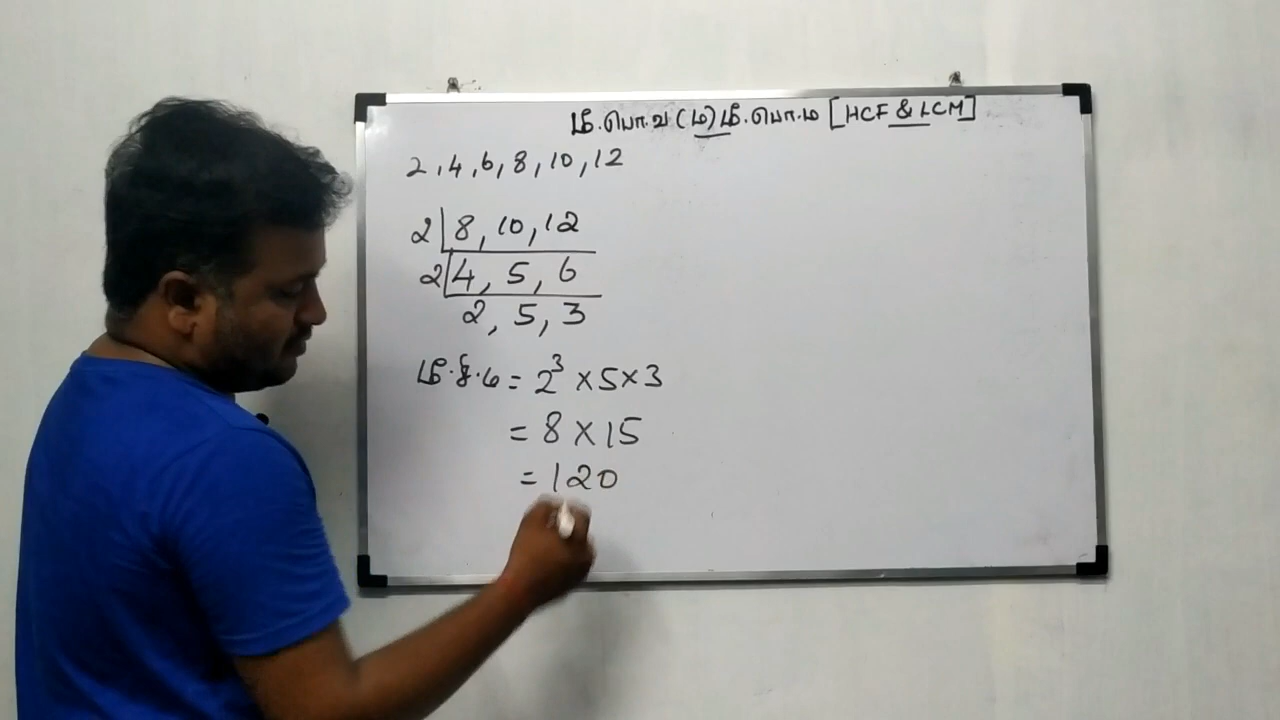 மீ.பொ.வ (ம) மீ.பொ.ம [HCF & LCM]
2, 4, 6, 8, 10, 12
2 | 8, 10, 12
2 | 4, 5, 6
2, 5, 3
= 2³ × 5 × 3
= 8 × 15
= 120